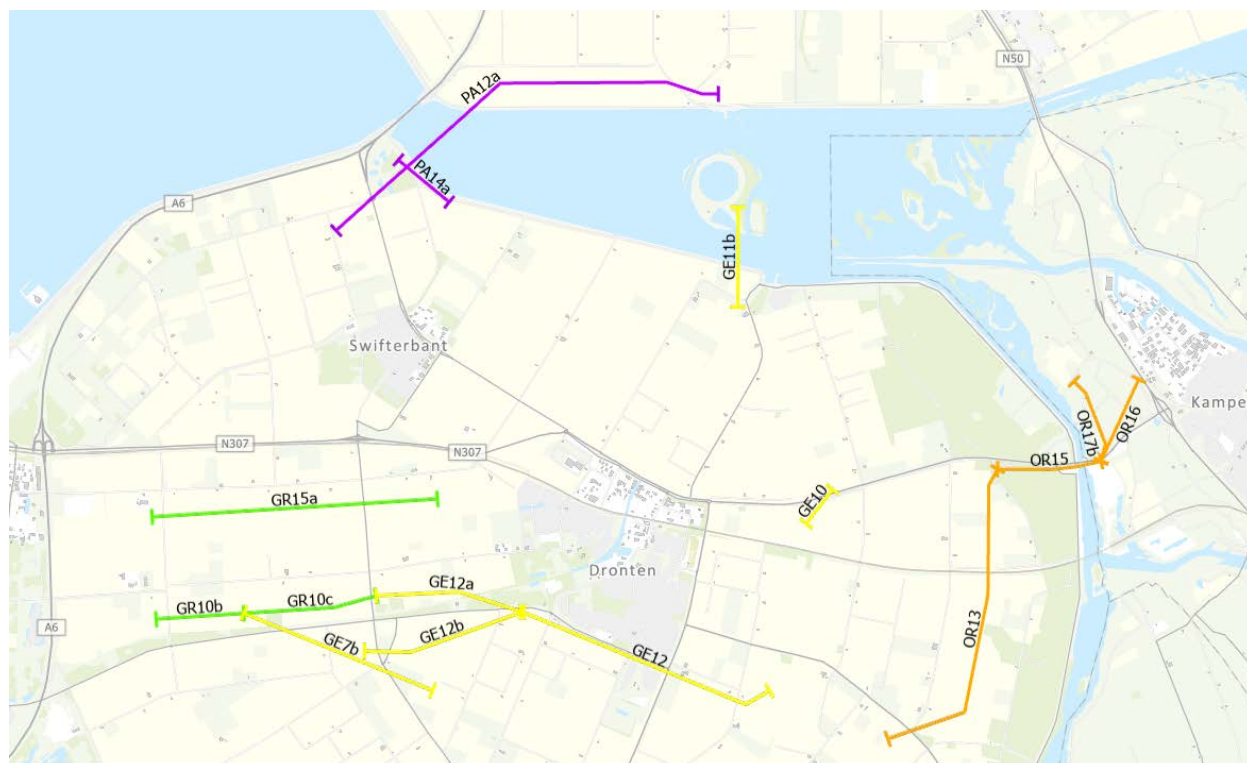 N50
PA12a
PA14a
A6
GE11b
Swifterbant
Kampe
OR17b
OR16
N307
N307
OR15
GE10
GR15a
Dronten
GE12a
GR10b
GR10c
A6
GE12b
GE7b
GE12
OR13